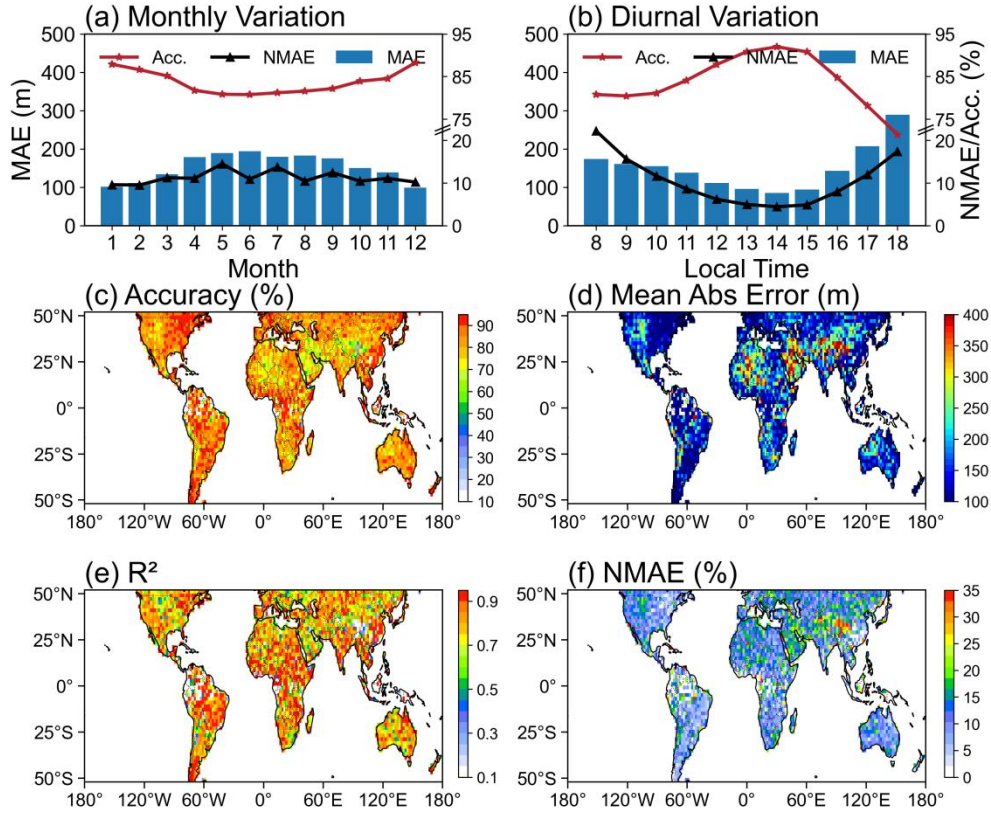 (a) Monthly Variation
MAE (m)
500
400
300
200
100
0
95
85
75
20
10
0
Acc. NMAE MAE
1 2 3 4 5 6 7 8 9 10 11 12
Month
(b) Diurnal Variation
500
400
300
200
100
0
95
85
75
20
10
0
NMAE/Acc. (%)
Acc. NMAE MAE
8 9 10 11 12 13 14 15 16 17 18
Local Time
(c) Accuracy (%)
50°N
25°N
0°
25°S
50°S
180° 120°W 60°W 0° 60°E 120°E 180°
90
80
70
60
50
40
30
20
10
(d) Mean Abs Error (m)
50°N
25°N
0°
25°S
50°S
180° 120°W 60°W 0° 60°E 120°E 180°
400
350
300
250
200
150
100
(e) R²
50°N
25°N
0°
25°S
50°S
180° 120°W 60°W 0° 60°E 120°E 180°
0.9
0.7
0.5
0.3
0.1
(f) NMAE (%)
50°N
25°N
0°
25°S
50°S
180° 120°W 60°W 0° 60°E 120°E 180°
35
30
25
20
15
10
5
0